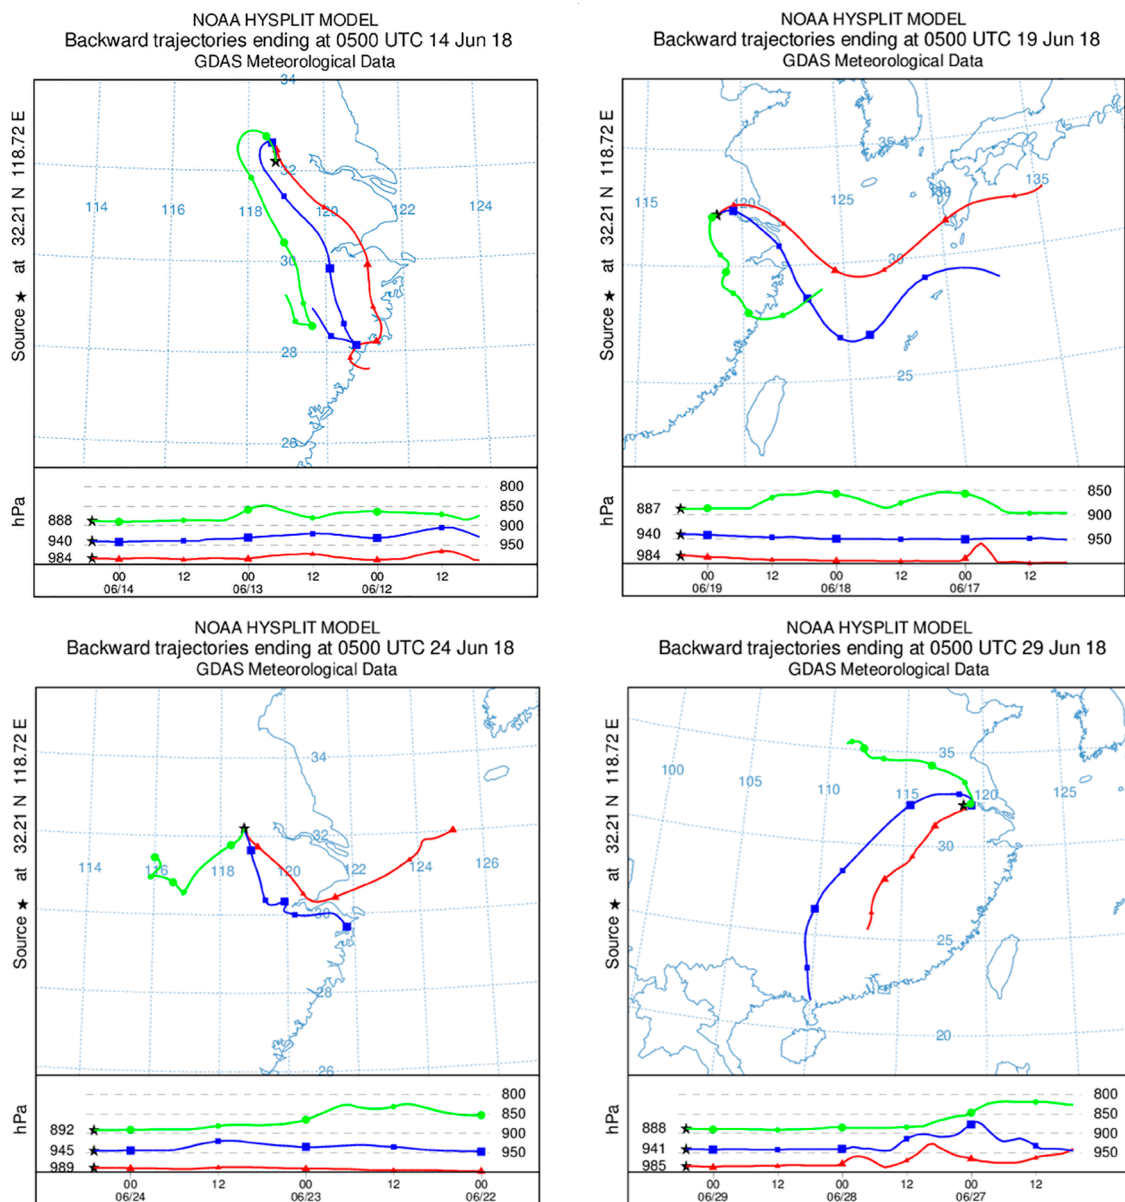 NOAA HYSPLIT MODEL
Backward trajectories ending at 0500 UTC 14 Jun 18
GDAS Meteorological Data
Source ★ at 32.21 N 118.72 E
34
32
114 116 118 120 122 124
30
28
26
hPa
800
850
900
950
888
940
984
00 12 00 12 00 12
06/14 06/13 06/12
NOAA HYSPLIT MODEL
Backward trajectories ending at 0500 UTC 19 Jun 18
GDAS Meteorological Data
Source ★ at 32.21 N 118.72 E
35
115 120 125 130 135
30
25
hPa
850
900
950
887
940
984
00 12 00 12 00 12
06/19 06/18 06/17
NOAA HYSPLIT MODEL
Backward trajectories ending at 0500 UTC 24 Jun 18
GDAS Meteorological Data
Source ★ at 32.21 N 118.72 E
34
32
114 116 118 120 122 124 126
30
28
26
hPa
800
850
900
950
892
945
989
00 12 00 12 00
06/24 06/23 06/22
NOAA HYSPLIT MODEL
Backward trajectories ending at 0500 UTC 29 Jun 18
GDAS Meteorological Data
Source ★ at 32.21 N 118.72 E
35
100 105 110 115 120 125
30
25
20
hPa
800
850
900
950
888
941
985
00 12 00 12 00 12
06/29 06/28 06/27